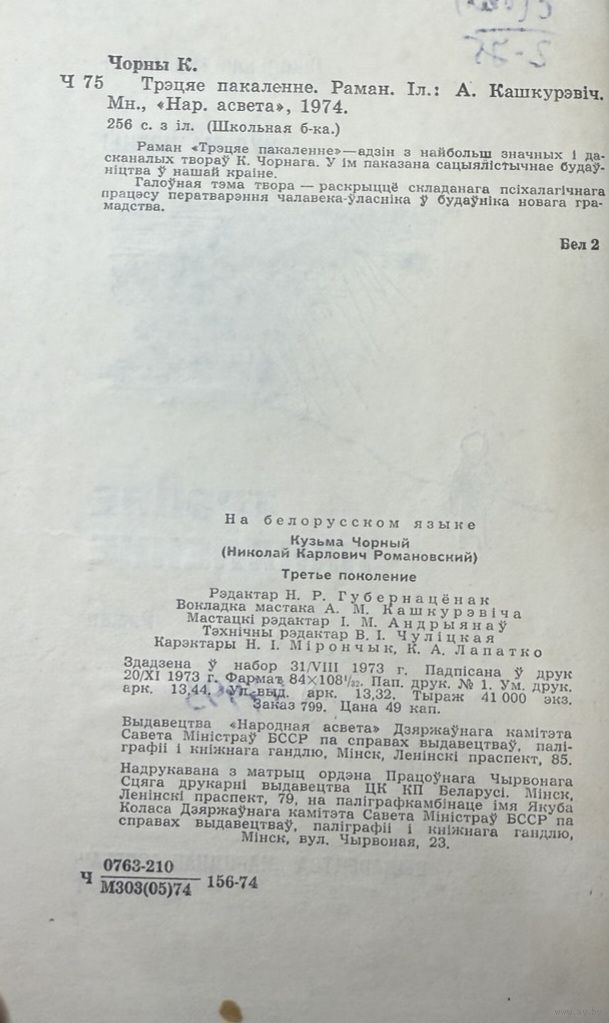 2-25
Чорны К.
Ч 75 Трэцяе пакаленне. Раман. Іл.: А. Кашкурэвіч.
Мн., «Нар. асвета», 1974.
256 с. з іл. (Школьная б-ка.)
Раман «Трэцяе пакаленне»—адзін з найбольш значных і да-
сканалых твораў К. Чорнага. У ім паказана сацыялістычнае будаў-
ніцтва ў нашай краіне.
Галоўная тэма твора — раскрыццё складанага псіхалагічнага
працэсу ператварэння чалавека-ўласніка ў будаўніка новага гра-
мадства.
Бел 2
На белорусском языке
Кузьма Чорный
(Николай Карлович Романовский)
Третье поколение
Рэдактар Н. Р. Губернацёнак
Вокладка мастака А. М. Кашкурэвіча
Мастацкі рэдактар І. М. Андрыянаў
Тэхнічны рэдактар В. І. Чуліцкая
Карэктары Н. І. Мірончык, К. А. Лапатко
Здадзена ў набор 31/VIII 1973 г. Падпісана ў друк
20/XI 1973 г. Фармат 84×108¹/₃₂. Пап. друк. № 1. Ум. друк.
арк. 13,44. Ул.-выд. арк. 13,32. Тыраж 41 000 экз.
Заказ 799. Цана 49 кап.
Выдавецтва «Народная асвета» Дзяржаўнага камітэта
Савета Міністраў БССР па справах выдавецтваў, палі-
графіі і кніжнага гандлю, Мінск, Ленінскі праспект, 85.
Надрукавана з матрыц ордэна Працоўнага Чырвонага
Сцяга друкарні выдавецтва ЦК КП Беларусі. Мінск,
Ленінскі праспект, 79, на паліграфкамбінаце імя Якуба
Коласа Дзяржаўнага камітэта Савета Міністраў БССР па
справах выдавецтваў, паліграфіі і кніжнага гандлю,
Мінск, вул. Чырвоная, 23.
0763-210
Ч М303(05)74 156-74